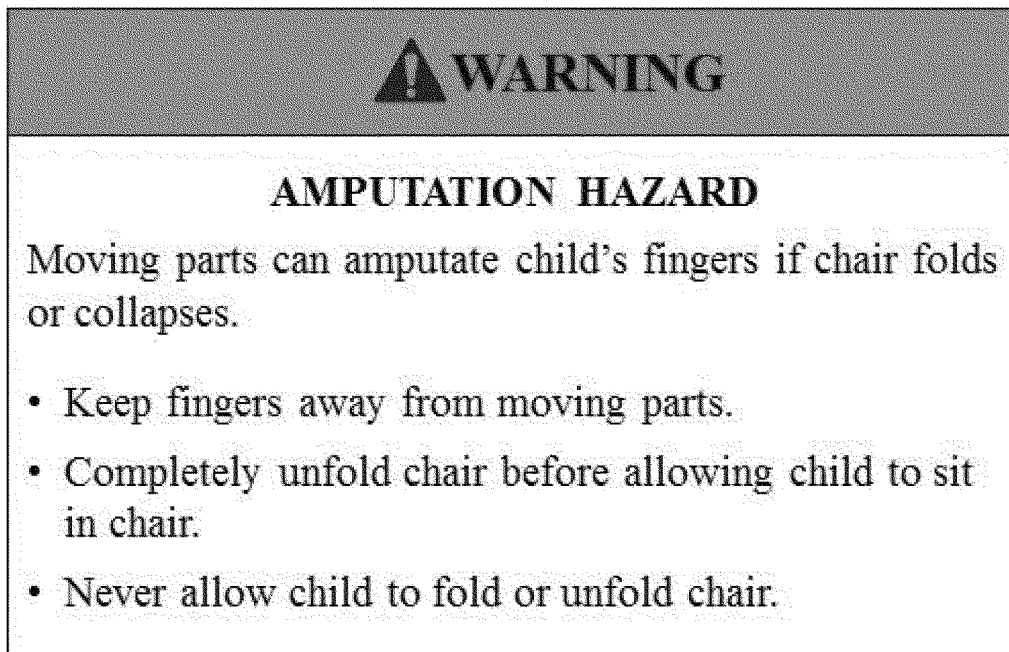 WARNING
AMPUTATION HAZARD
Moving parts can amputate child’s fingers if chair folds
or collapses.
• Keep fingers away from moving parts.
• Completely unfold chair before allowing child to sit
in chair.
• Never allow child to fold or unfold chair.